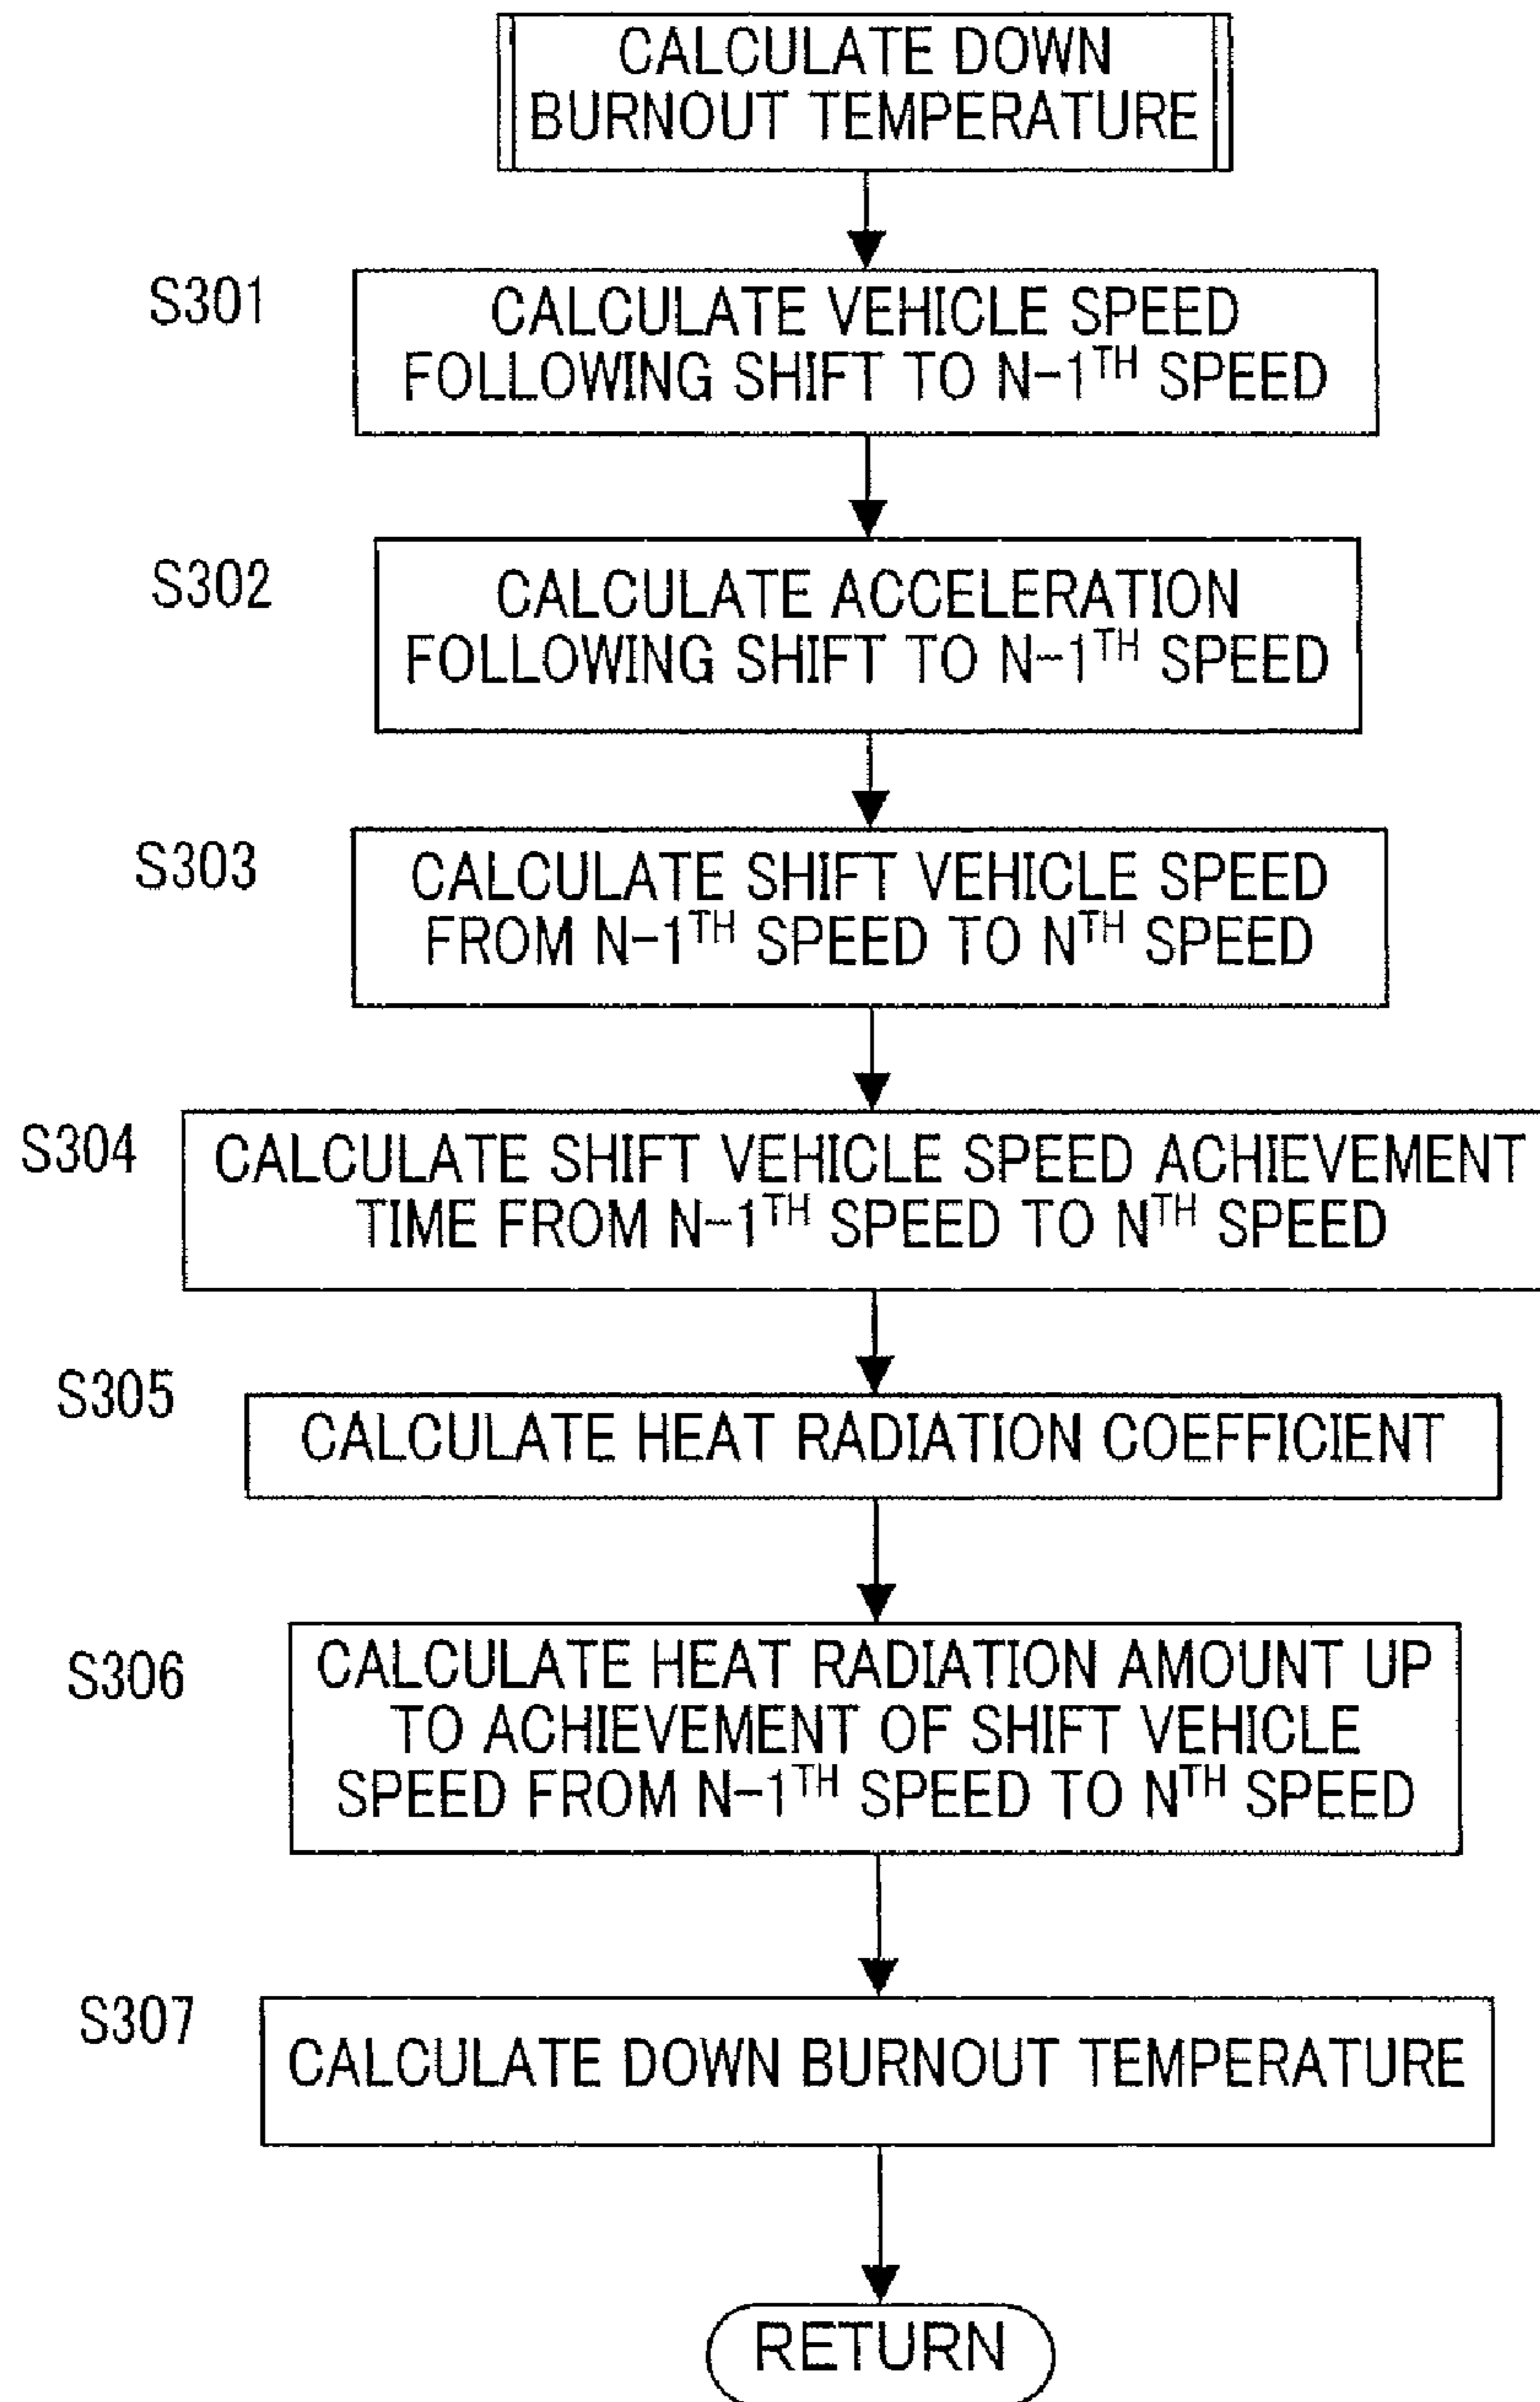 CALCULATE DOWN
BURNOUT TEMPERATURE
S301
CALCULATE VEHICLE SPEED
FOLLOWING SHIFT TO N-1TH SPEED
S302
CALCULATE ACCELERATION
FOLLOWING SHIFT TO N-1TH SPEED
S303
CALCULATE SHIFT VEHICLE SPEED
FROM N-1TH SPEED TO NTH SPEED
S304
CALCULATE SHIFT VEHICLE SPEED ACHIEVEMENT
TIME FROM N-1TH SPEED TO NTH SPEED
S305
CALCULATE HEAT RADIATION COEFFICIENT
S306
CALCULATE HEAT RADIATION AMOUNT UP
TO ACHIEVEMENT OF SHIFT VEHICLE
SPEED FROM N-1TH SPEED TO NTH SPEED
S307
CALCULATE DOWN BURNOUT TEMPERATURE
RETURN